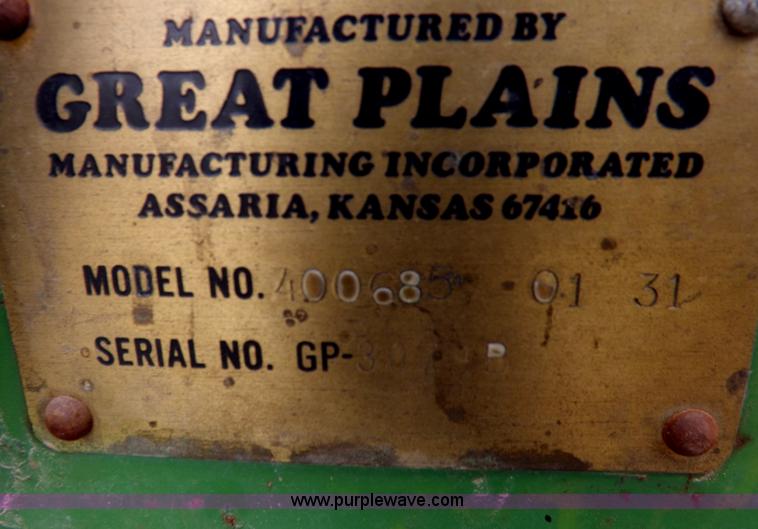 MANUFACTURED BY
GREAT PLAINS
MANUFACTURING INCORPORATED
ASSARIA, KANSAS 67416
MODEL NO. 01 31
SERIAL NO. GP-
www.purplewave.com